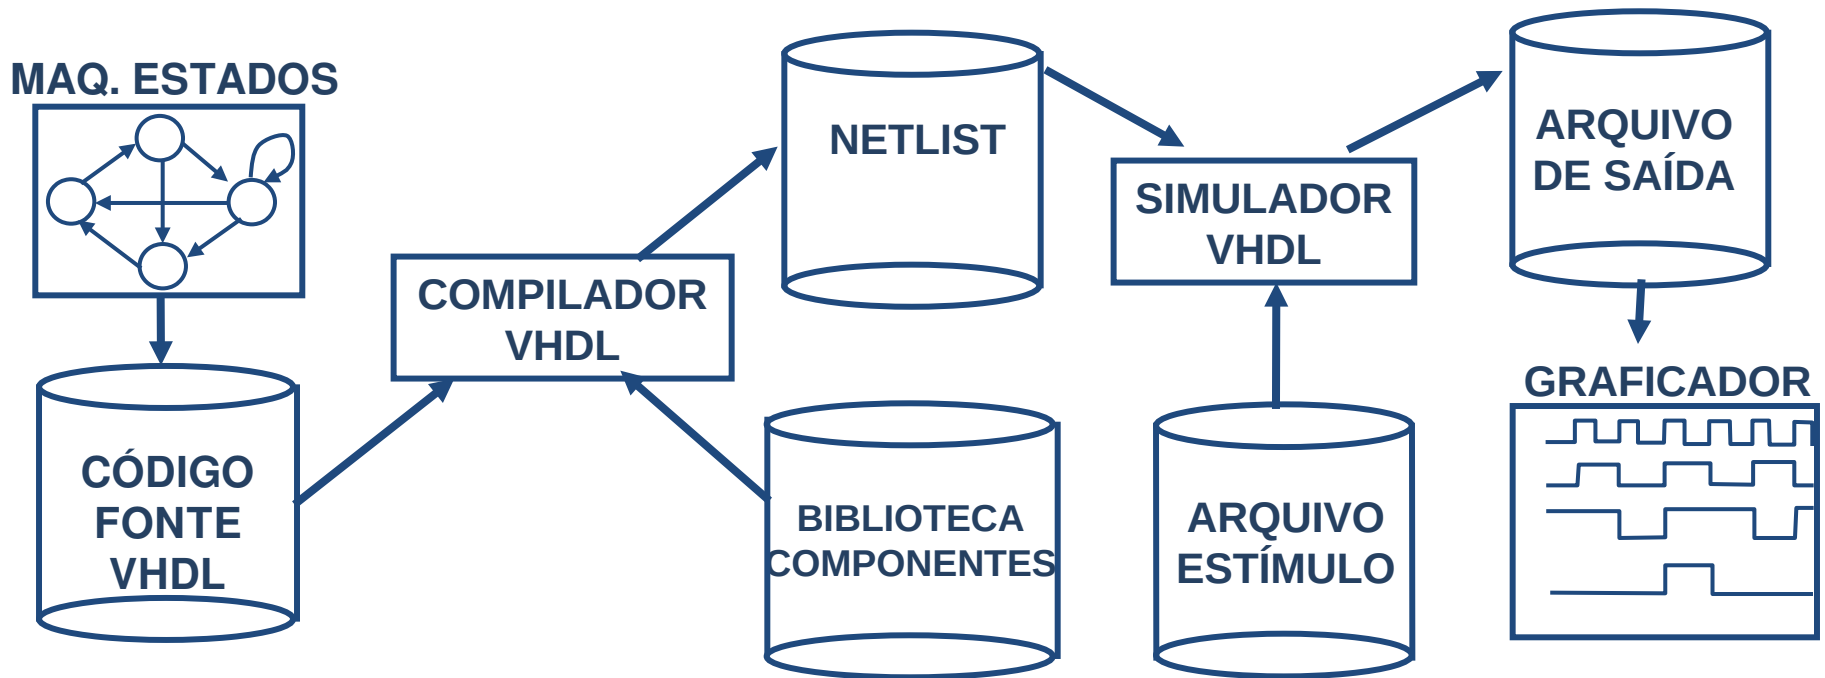 MAQ. ESTADOS
CÓDIGO
FONTE
VHDL
COMPILADOR
VHDL
BIBLIOTECA
COMPONENTES
NETLIST
SIMULADOR
VHDL
ARQUIVO
ESTÍMULO
ARQUIVO
DE SAÍDA
GRAFICADOR